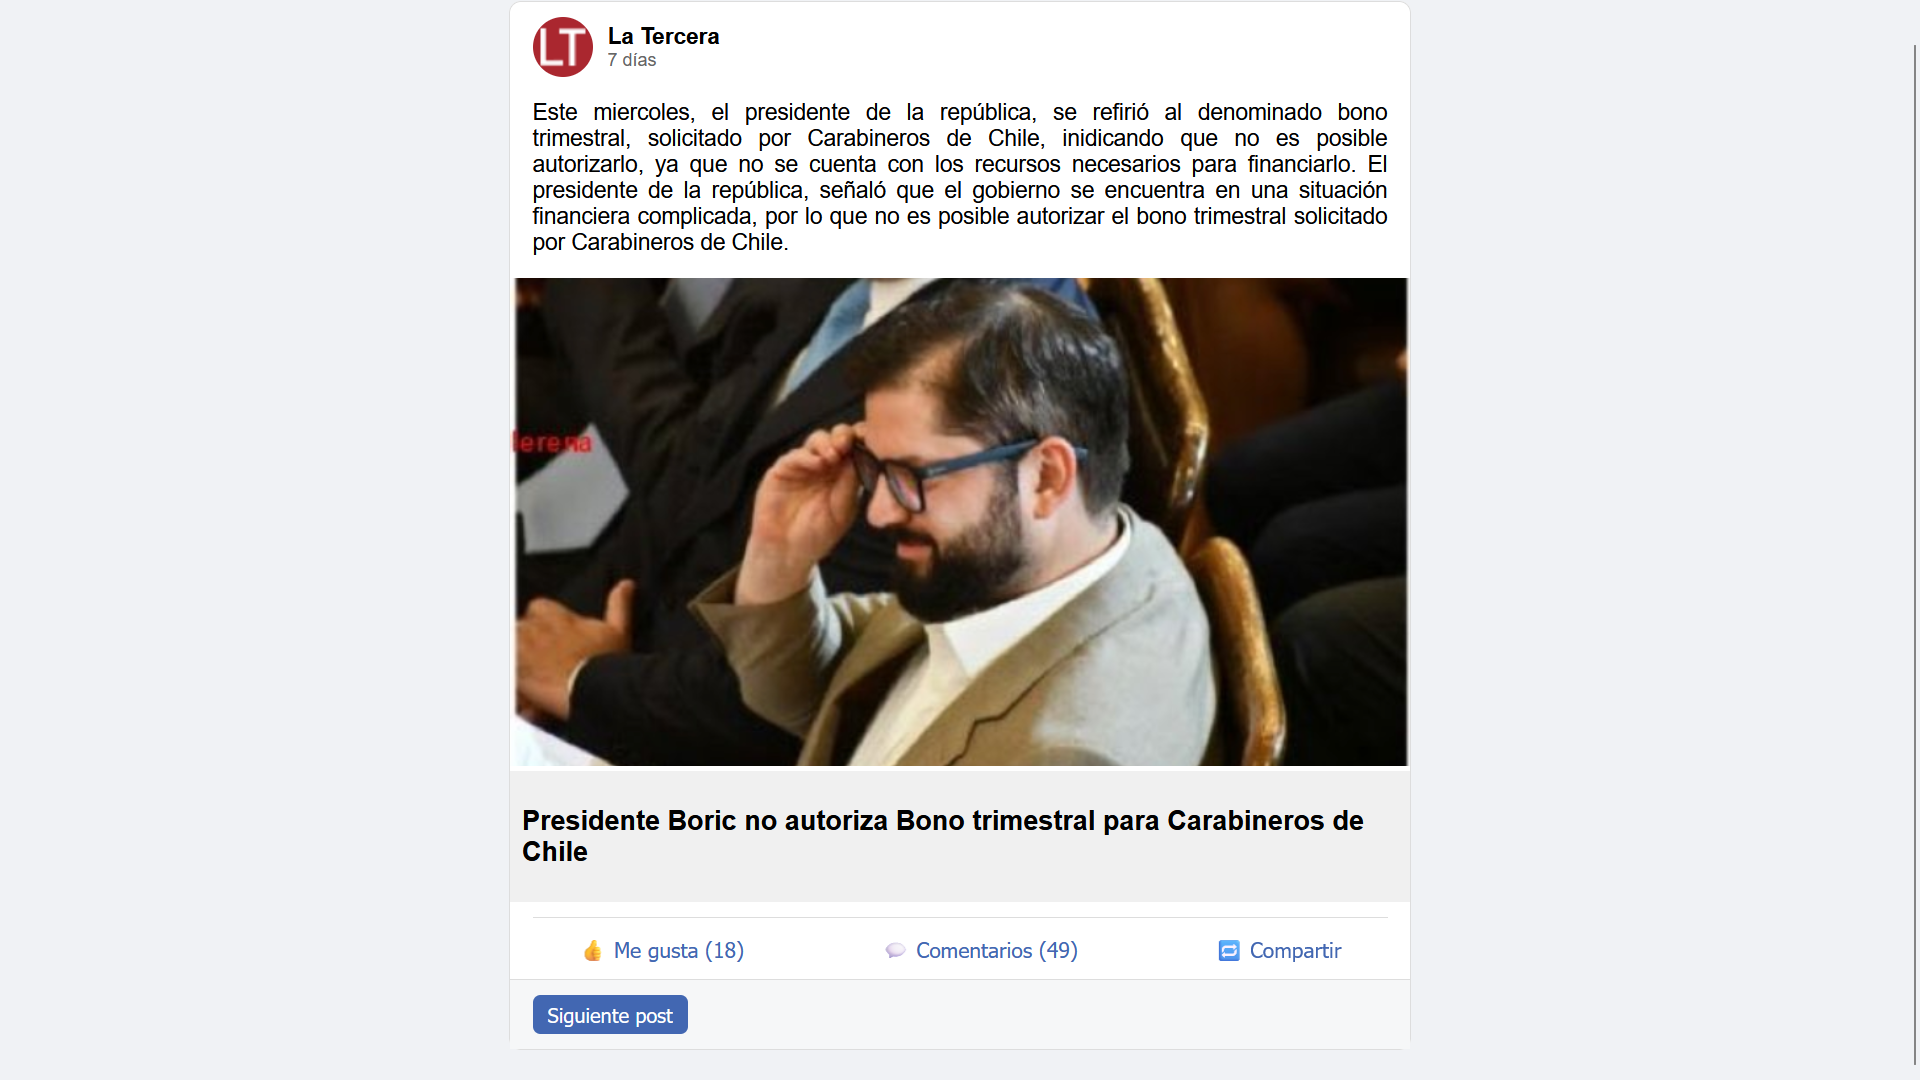 LT
La Tercera
7 días
Este miercoles, el presidente de la república, se refirió al denominado bono
trimestral, solicitado por Carabineros de Chile, inidicando que no es posible
autorizarlo, ya que no se cuenta con los recursos necesarios para financiarlo. El
presidente de la república, señaló que el gobierno se encuentra en una situación
financiera complicada, por lo que no es posible autorizar el bono trimestral solicitado
por Carabineros de Chile.
lerena
Presidente Boric no autoriza Bono trimestral para Carabineros de
Chile
Me gusta (18) Comentarios (49) Compartir
Siguiente post